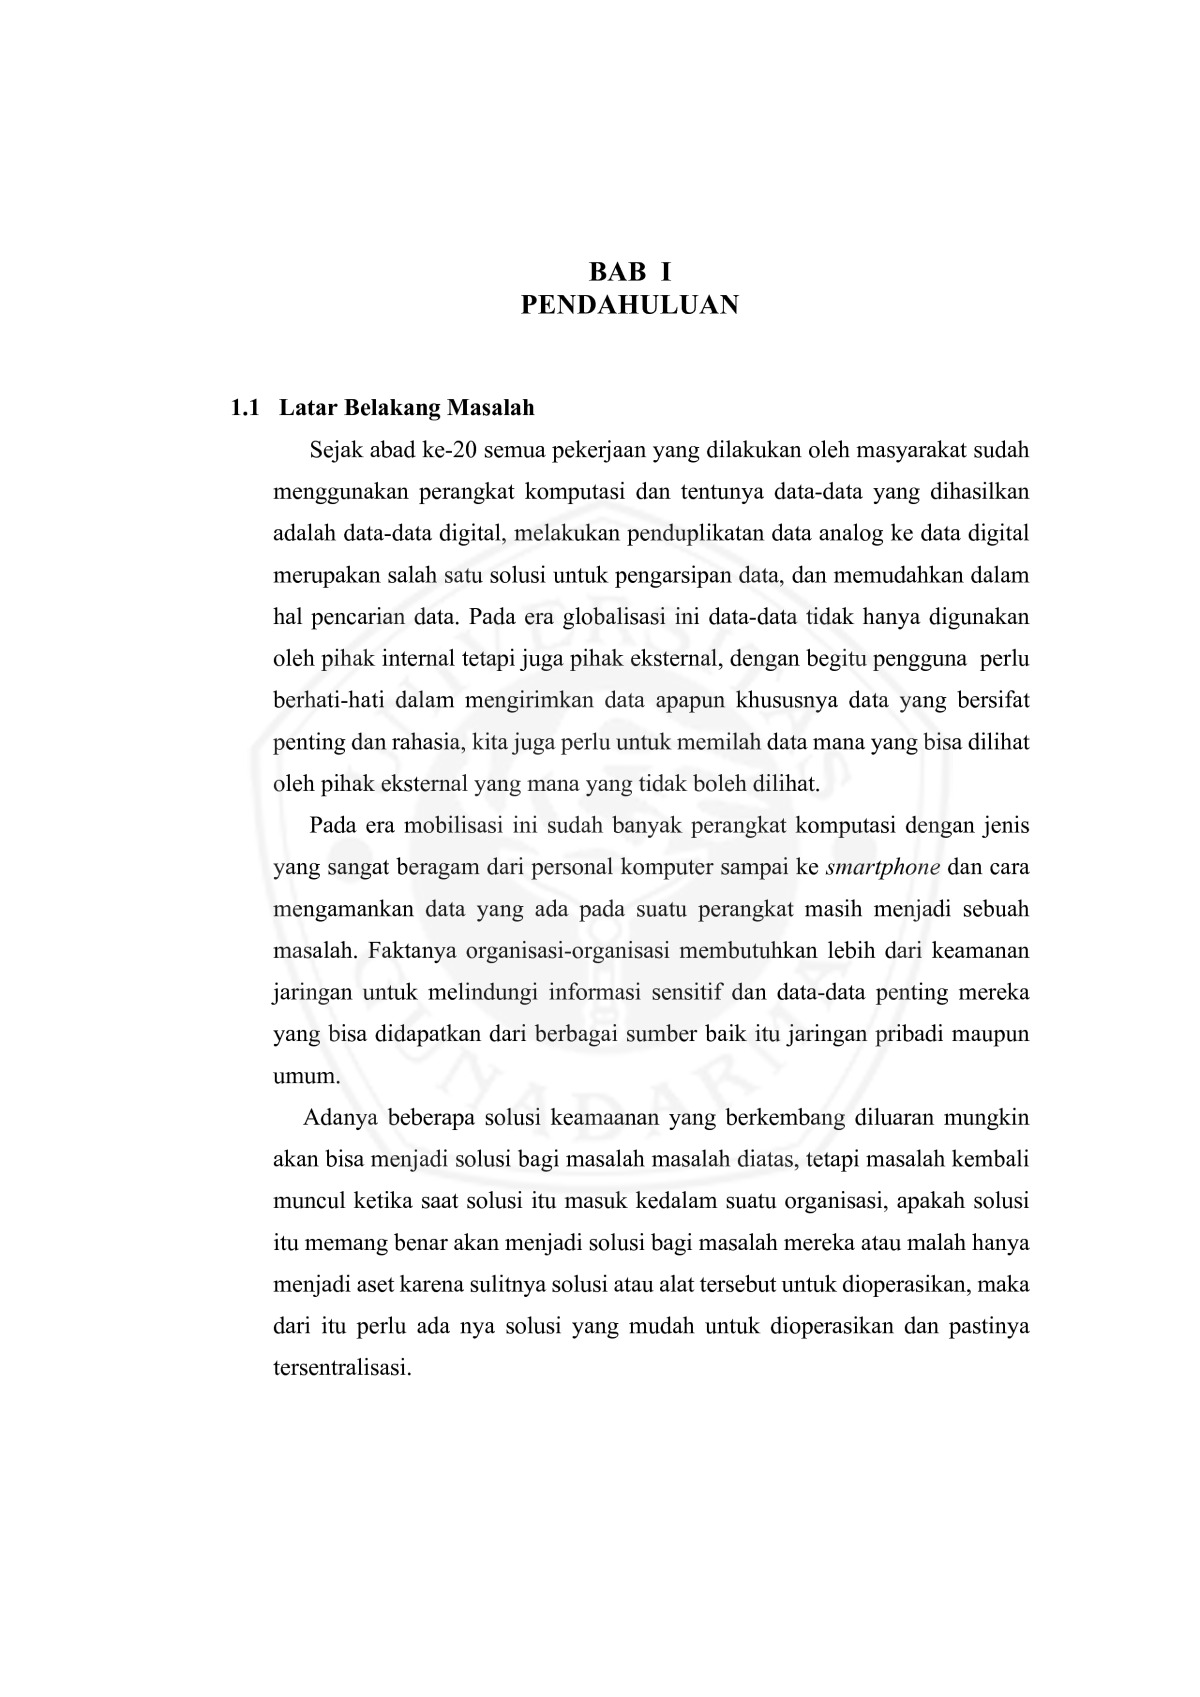 BAB I
PENDAHULUAN
1.1 Latar Belakang Masalah
Sejak abad ke-20 semua pekerjaan yang dilakukan oleh masyarakat sudah
menggunakan perangkat komputasi dan tentunya data-data yang dihasilkan
adalah data-data digital, melakukan penduplikatan data analog ke data digital
merupakan salah satu solusi untuk pengarsipan data, dan memudahkan dalam
hal pencarian data. Pada era globalisasi ini data-data tidak hanya digunakan
oleh pihak internal tetapi juga pihak eksternal, dengan begitu pengguna perlu
berhati-hati dalam mengirimkan data apapun khususnya data yang bersifat
penting dan rahasia, kita juga perlu untuk memilah data mana yang bisa dilihat
oleh pihak eksternal yang mana yang tidak boleh dilihat.
Pada era mobilisasi ini sudah banyak perangkat komputasi dengan jenis
yang sangat beragam dari personal komputer sampai ke smartphone dan cara
mengamankan data yang ada pada suatu perangkat masih menjadi sebuah
masalah. Faktanya organisasi-organisasi membutuhkan lebih dari keamanan
jaringan untuk melindungi informasi sensitif dan data-data penting mereka
yang bisa didapatkan dari berbagai sumber baik itu jaringan pribadi maupun
umum.
Adanya beberapa solusi keamaanan yang berkembang diluaran mungkin
akan bisa menjadi solusi bagi masalah masalah diatas, tetapi masalah kembali
muncul ketika saat solusi itu masuk kedalam suatu organisasi, apakah solusi
itu memang benar akan menjadi solusi bagi masalah mereka atau malah hanya
menjadi aset karena sulitnya solusi atau alat tersebut untuk dioperasikan, maka
dari itu perlu ada nya solusi yang mudah untuk dioperasikan dan pastinya
tersentralisasi.
UNIVERSITAS
GUNADARMA